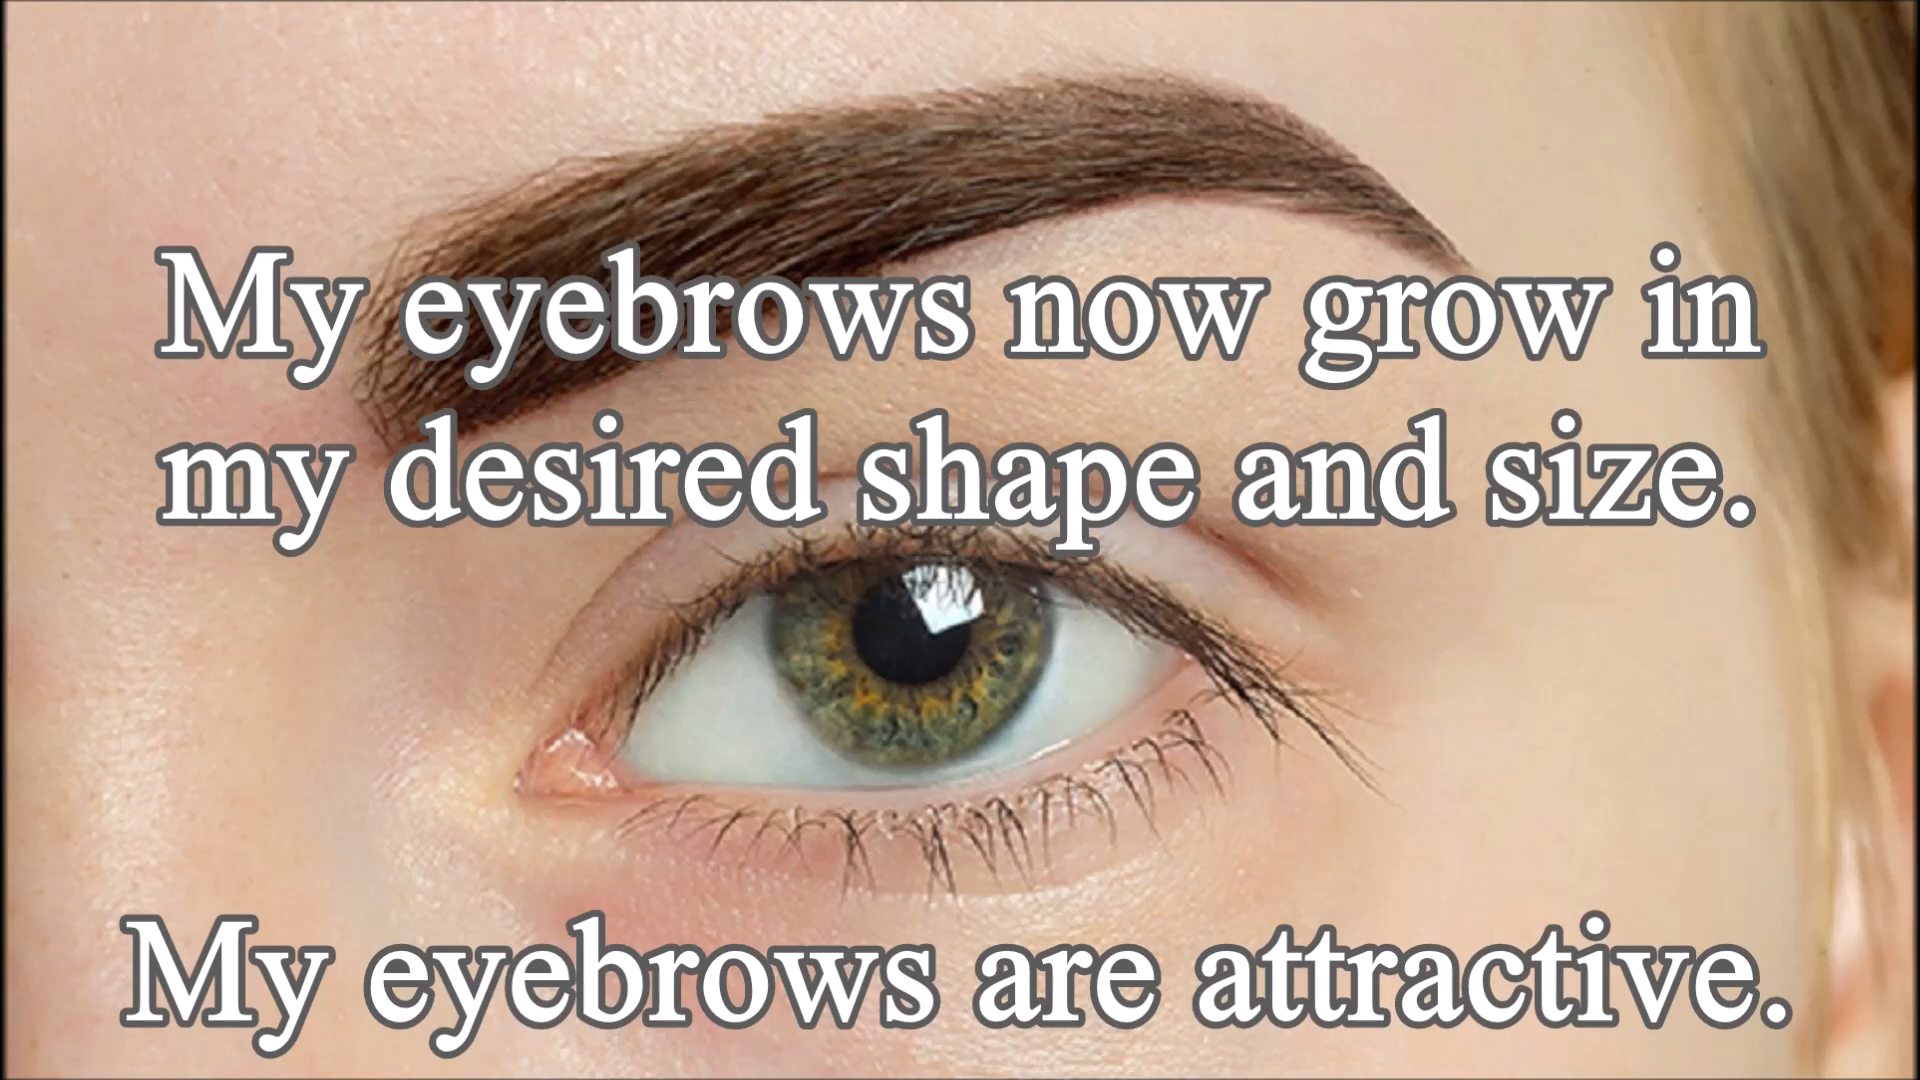 My eyebrows now grow in
my desired shape and size.
My eyebrows are attractive.